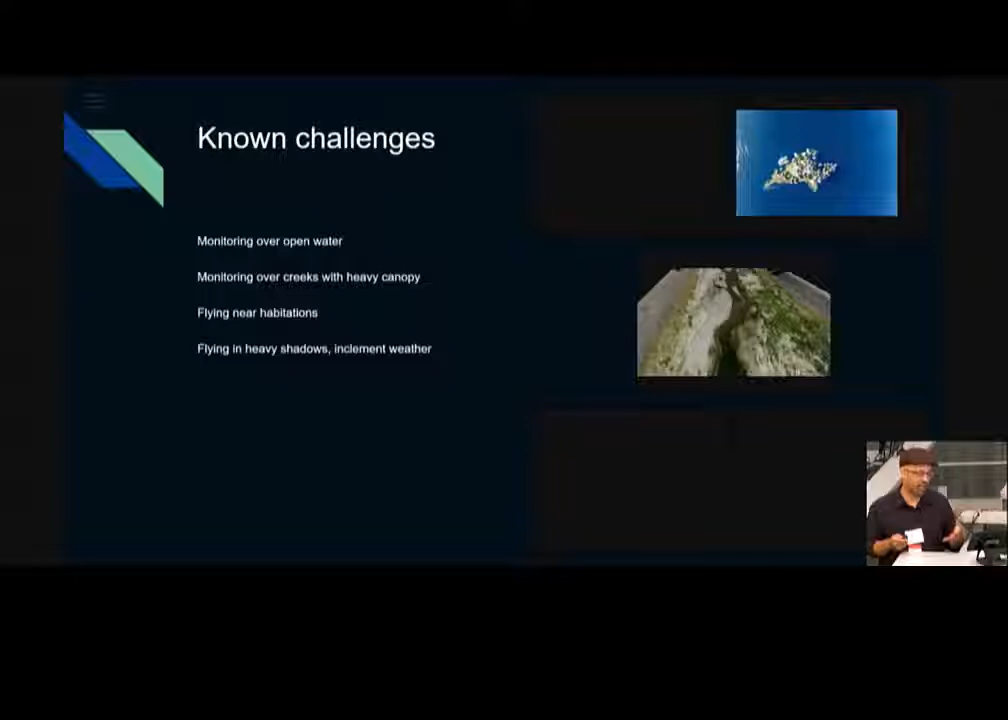 Known challenges
Monitoring over open water
Monitoring over creeks with heavy canopy
Flying near habitations
Flying in heavy shadows, inclement weather